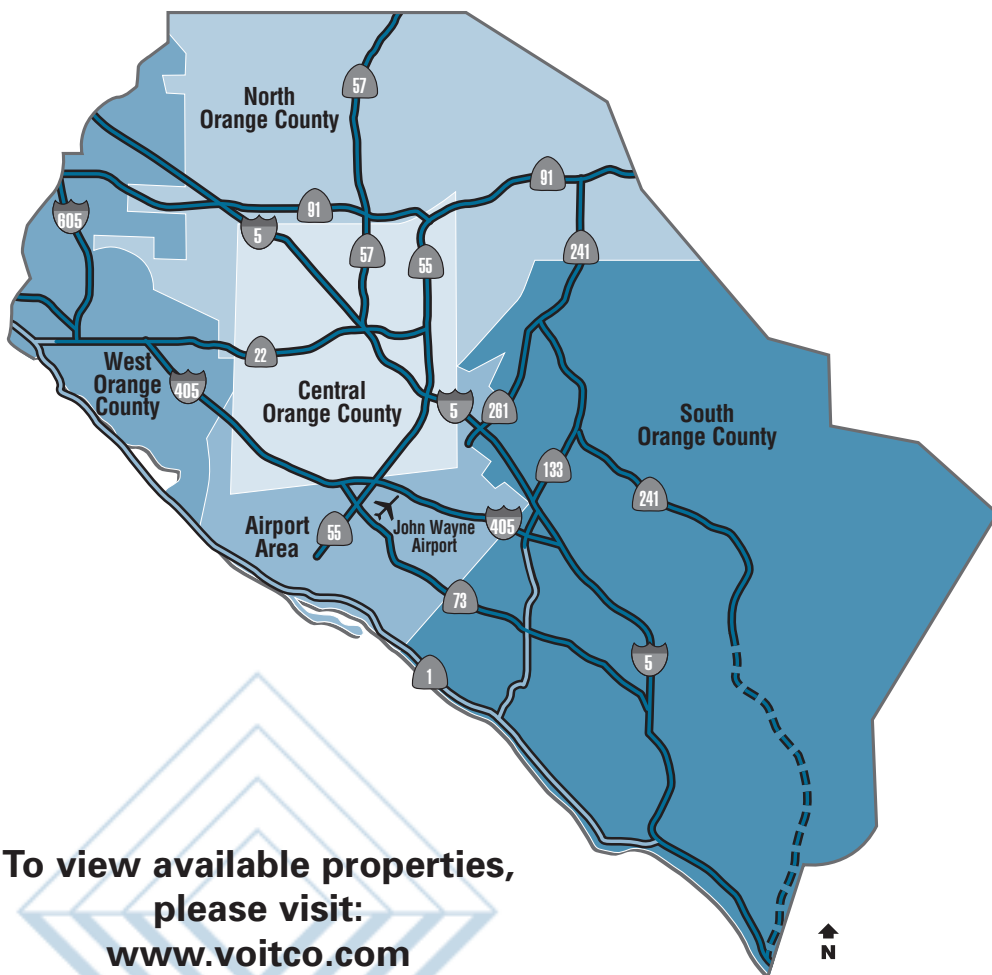 57
North
Orange County
91
91
605
5
57
55
241
22
West
Orange
County
405
Central
Orange County
5
261
South
Orange County
133
241
Airport
Area
55
John Wayne
Airport
405
73
5
1
To view available properties,
please visit:
www.voitco.com
N